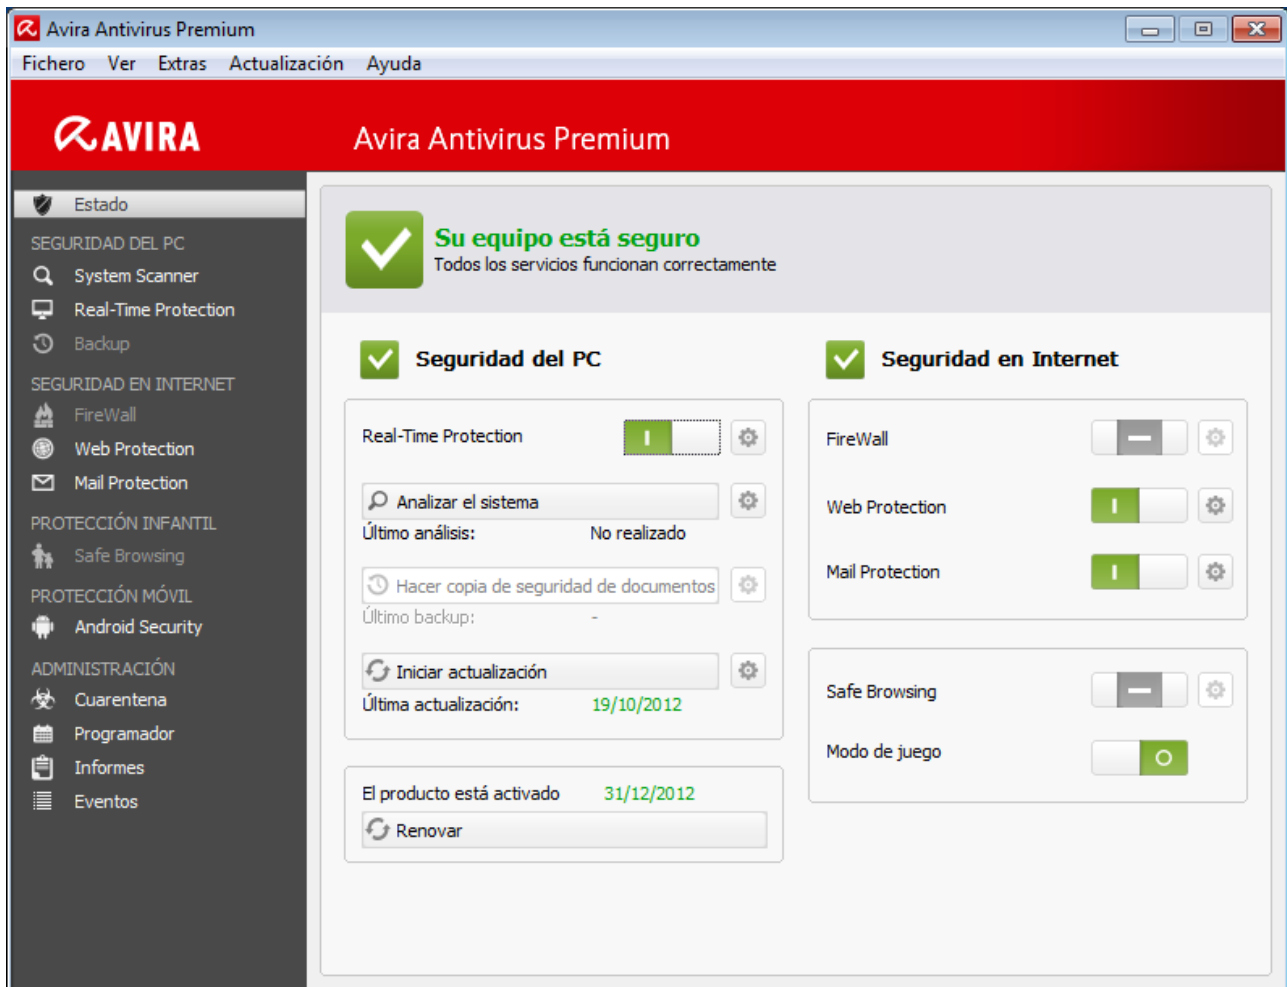 Avira Antivirus Premium
Fichero Ver Extras Actualización Ayuda
AVIRA
Avira Antivirus Premium
Estado
SEGURIDAD DEL PC
System Scanner
Real-Time Protection
Backup
SEGURIDAD EN INTERNET
FireWall
Web Protection
Mail Protection
PROTECCIÓN INFANTIL
Safe Browsing
PROTECCIÓN MÓVIL
Android Security
ADMINISTRACIÓN
Cuarentena
Programador
Informes
Eventos
Su equipo está seguro
Todos los servicios funcionan correctamente
Seguridad del PC
Real-Time Protection
Analizar el sistema
Último análisis: No realizado
Hacer copia de seguridad de documentos
Último backup: -
Iniciar actualización
Última actualización: 19/10/2012
El producto está activado 31/12/2012
Renovar
Seguridad en Internet
FireWall
Web Protection
Mail Protection
Safe Browsing
Modo de juego